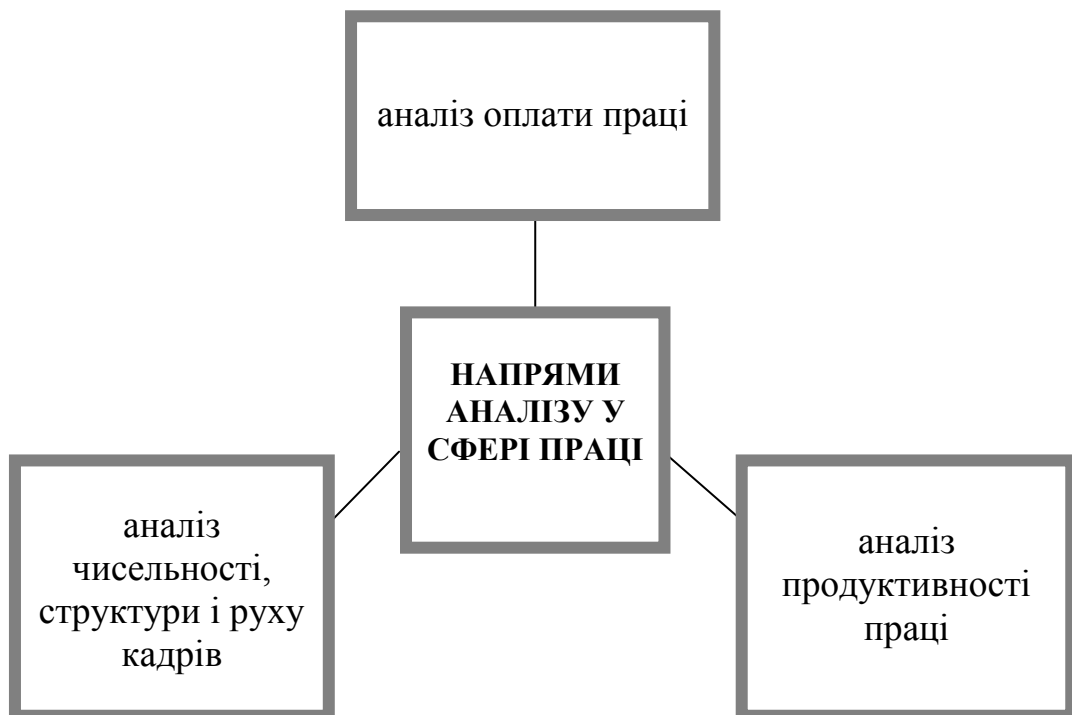 аналіз оплати праці
НАПРЯМИ
АНАЛІЗУ У
СФЕРІ ПРАЦІ
аналіз
чисельності,
структури і руху
кадрів
аналіз
продуктивності
праці